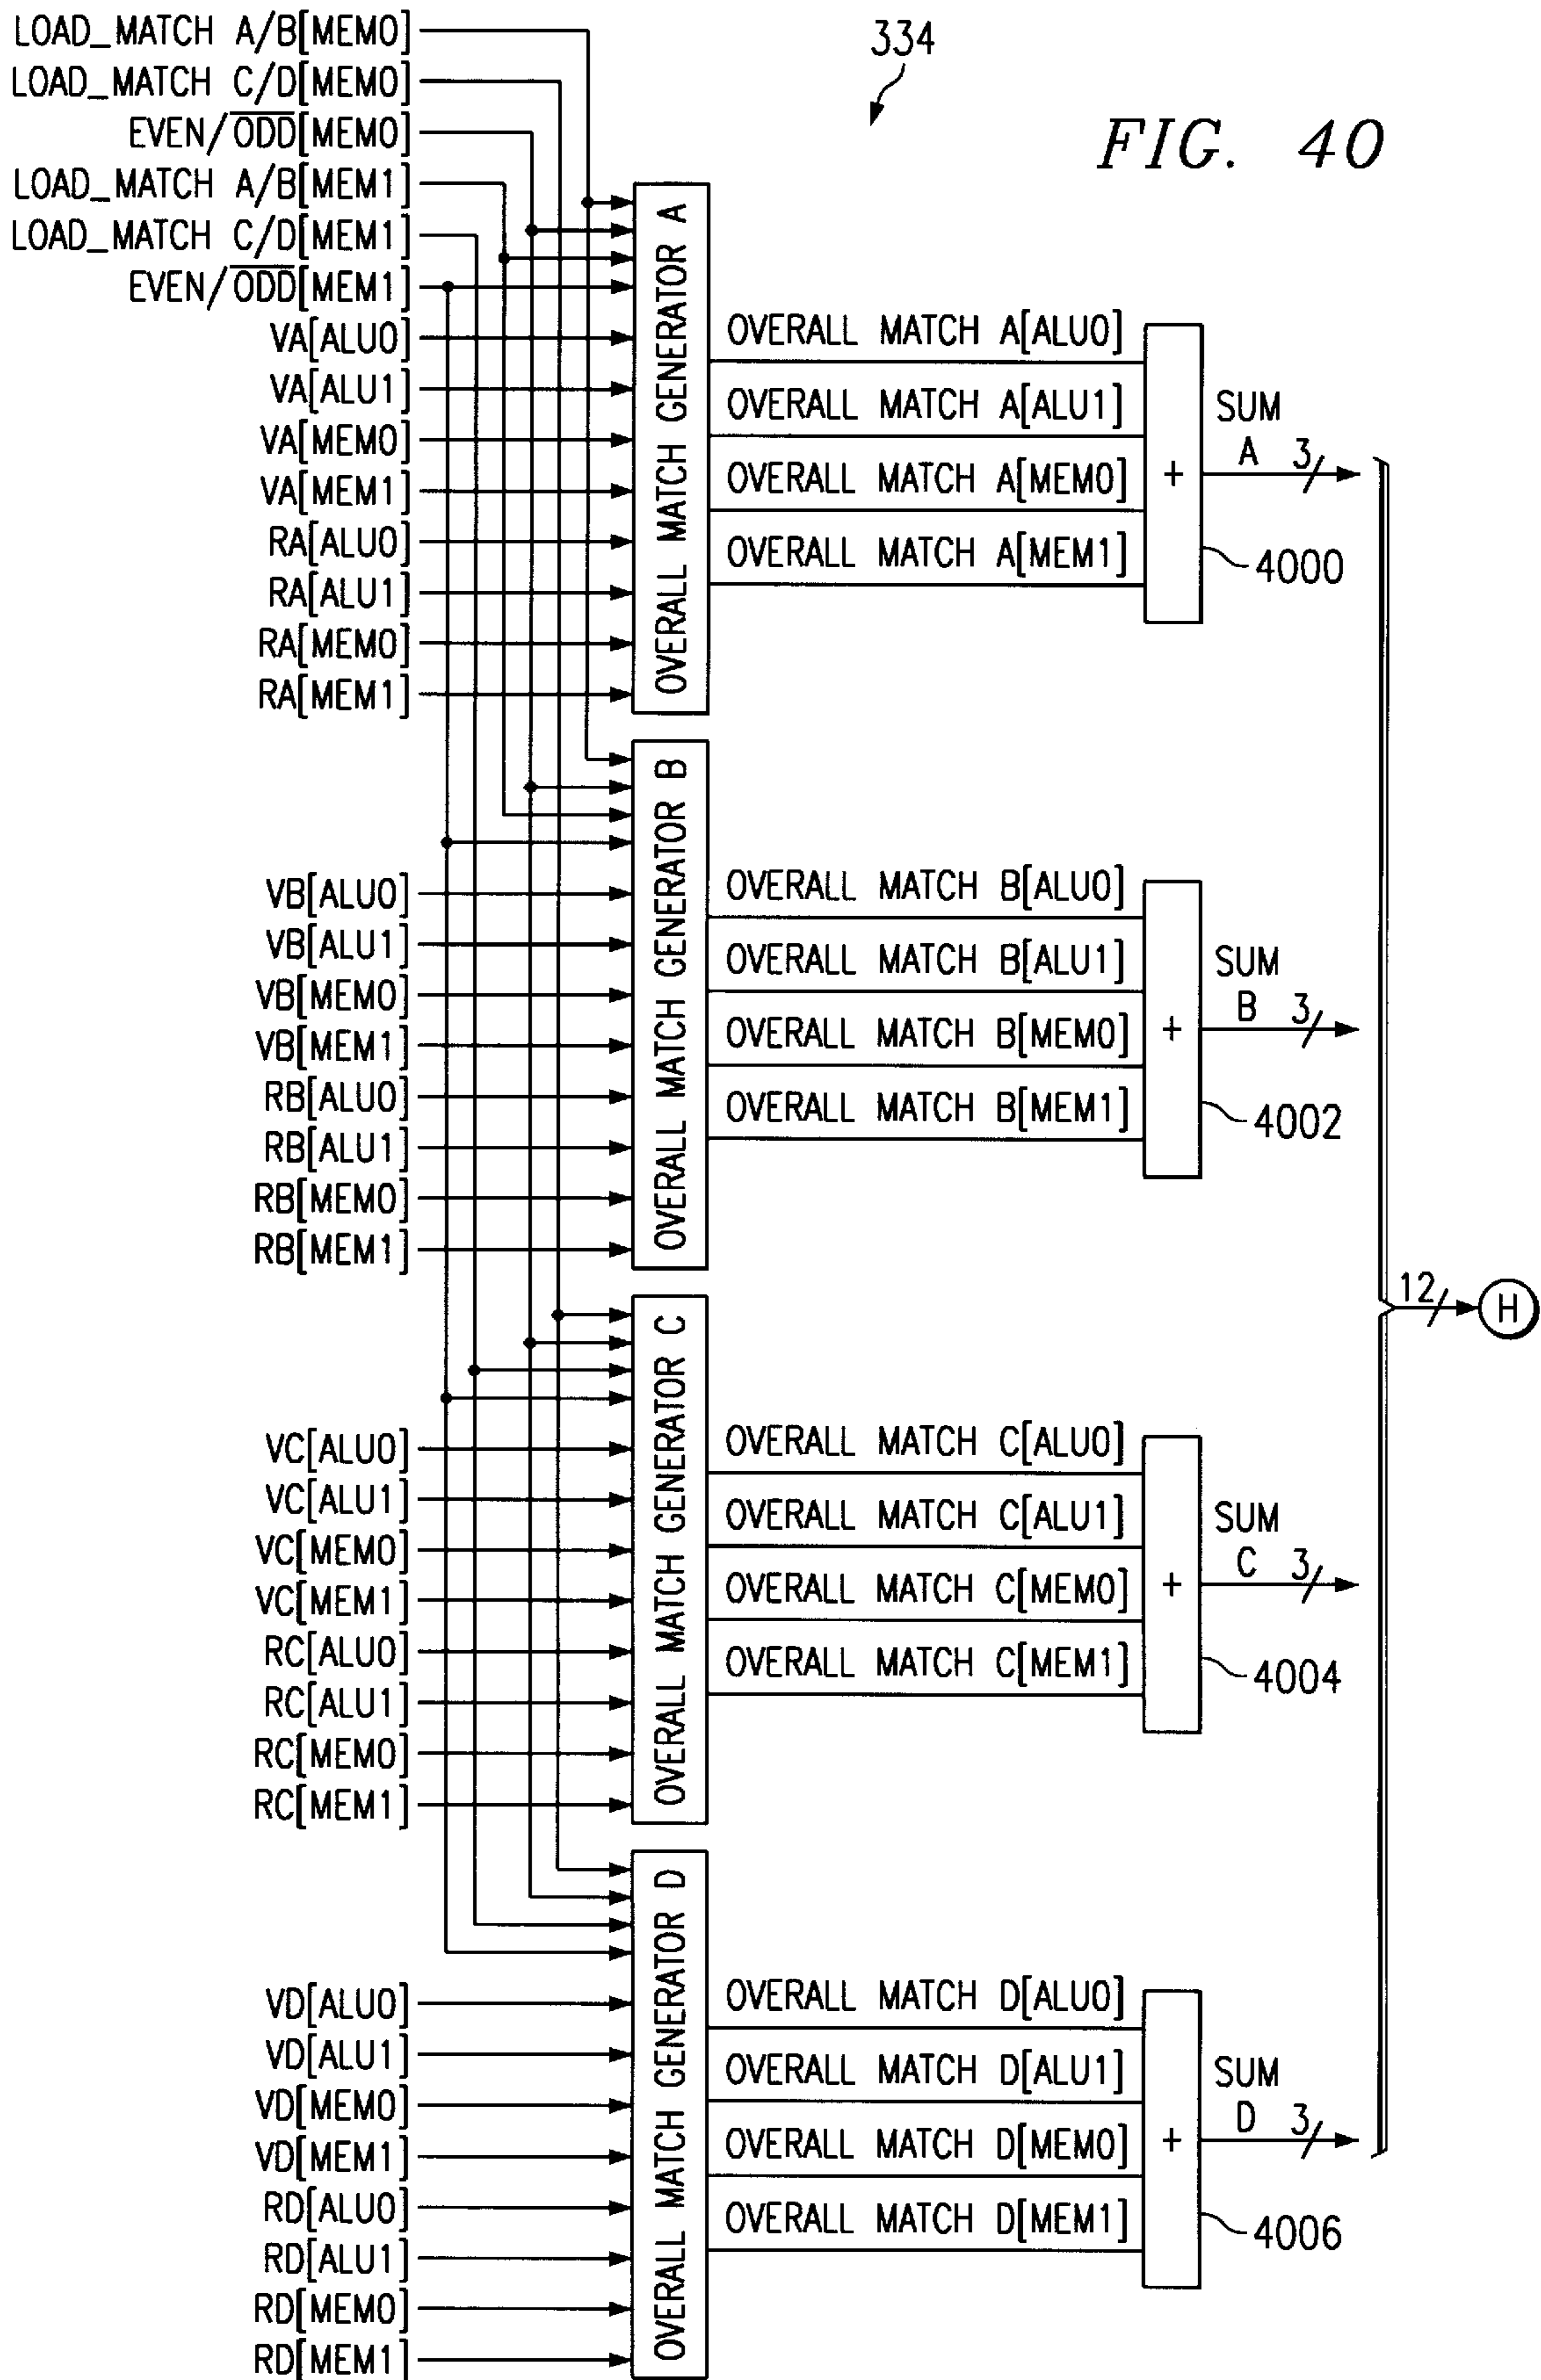 FIG. 40
334
LOAD_MATCH A/B[MEM0]
LOAD_MATCH C/D[MEM0]
EVEN/O̅D̅D̅[MEM0]
LOAD_MATCH A/B[MEM1]
LOAD_MATCH C/D[MEM1]
EVEN/O̅D̅D̅[MEM1]
VA[ALU0]
VA[ALU1]
VA[MEM0]
VA[MEM1]
RA[ALU0]
RA[ALU1]
RA[MEM0]
RA[MEM1]
OVERALL MATCH GENERATOR A
OVERALL MATCH A[ALU0]
OVERALL MATCH A[ALU1]
OVERALL MATCH A[MEM0]
OVERALL MATCH A[MEM1]
+
SUM
A 3
4000
VB[ALU0]
VB[ALU1]
VB[MEM0]
VB[MEM1]
RB[ALU0]
RB[ALU1]
RB[MEM0]
RB[MEM1]
OVERALL MATCH GENERATOR B
OVERALL MATCH B[ALU0]
OVERALL MATCH B[ALU1]
OVERALL MATCH B[MEM0]
OVERALL MATCH B[MEM1]
+
SUM
B 3
4002
12
H
VC[ALU0]
VC[ALU1]
VC[MEM0]
VC[MEM1]
RC[ALU0]
RC[ALU1]
RC[MEM0]
RC[MEM1]
OVERALL MATCH GENERATOR C
OVERALL MATCH C[ALU0]
OVERALL MATCH C[ALU1]
OVERALL MATCH C[MEM0]
OVERALL MATCH C[MEM1]
+
SUM
C 3
4004
VD[ALU0]
VD[ALU1]
VD[MEM0]
VD[MEM1]
RD[ALU0]
RD[ALU1]
RD[MEM0]
RD[MEM1]
OVERALL MATCH GENERATOR D
OVERALL MATCH D[ALU0]
OVERALL MATCH D[ALU1]
OVERALL MATCH D[MEM0]
OVERALL MATCH D[MEM1]
+
SUM
D 3
4006